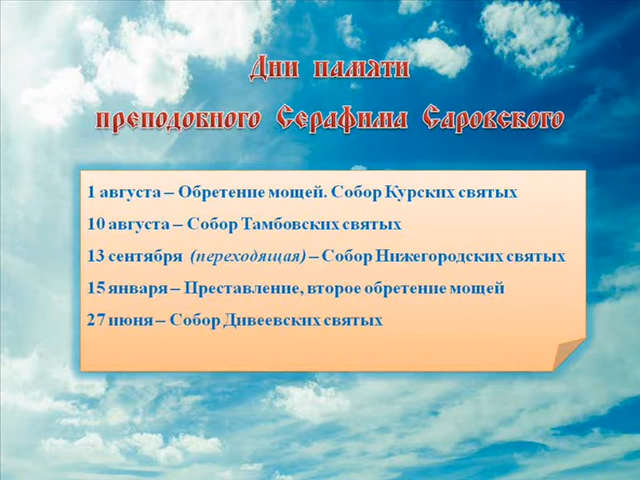 Дни памяти
преподобного Серафима Саровского
1 августа – Обретение мощей. Собор Курских святых
10 августа – Собор Тамбовских святых
13 сентября (переходящая) – Собор Нижегородских святых
15 января – Преставление, второе обретение мощей
27 июня – Собор Дивеевских святых